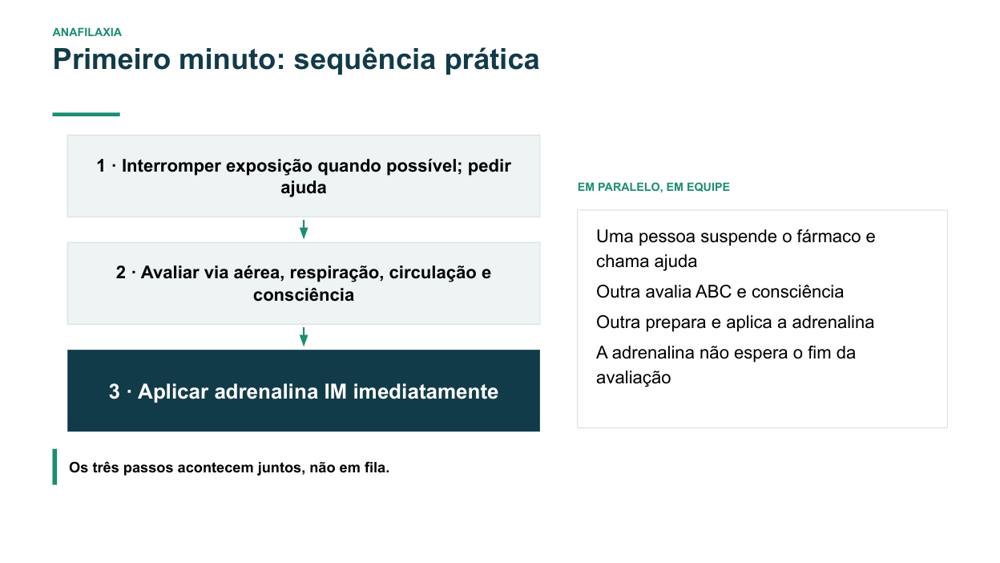 ANAFILAXIA
Primeiro minuto: sequência prática
1 · Interromper exposição quando possível; pedir
ajuda
2 · Avaliar via aérea, respiração, circulação e
consciência
3 · Aplicar adrenalina IM imediatamente
Os três passos acontecem juntos, não em fila.
EM PARALELO, EM EQUIPE
Uma pessoa suspende o fármaco e
chama ajuda
Outra avalia ABC e consciência
Outra prepara e aplica a adrenalina
A adrenalina não espera o fim da
avaliação